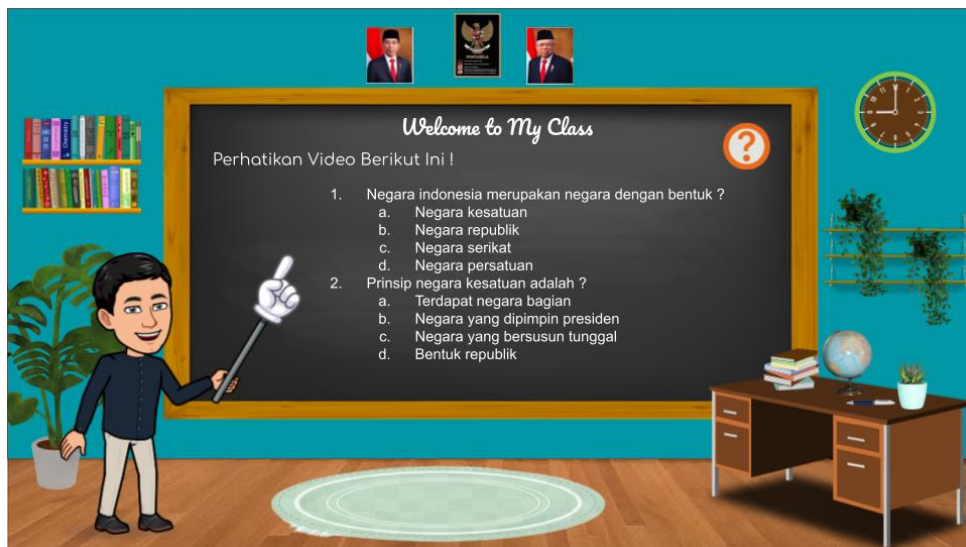 Welcome to My Class
Perhatikan Video Berikut Ini !
?
1. Negara indonesia merupakan negara dengan bentuk ?
a. Negara kesatuan
b. Negara republik
c. Negara serikat
d. Negara persatuan
2. Prinsip negara kesatuan adalah ?
a. Terdapat negara bagian
b. Negara yang dipimpin presiden
c. Negara yang bersusun tunggal
d. Bentuk republik
Chemistry